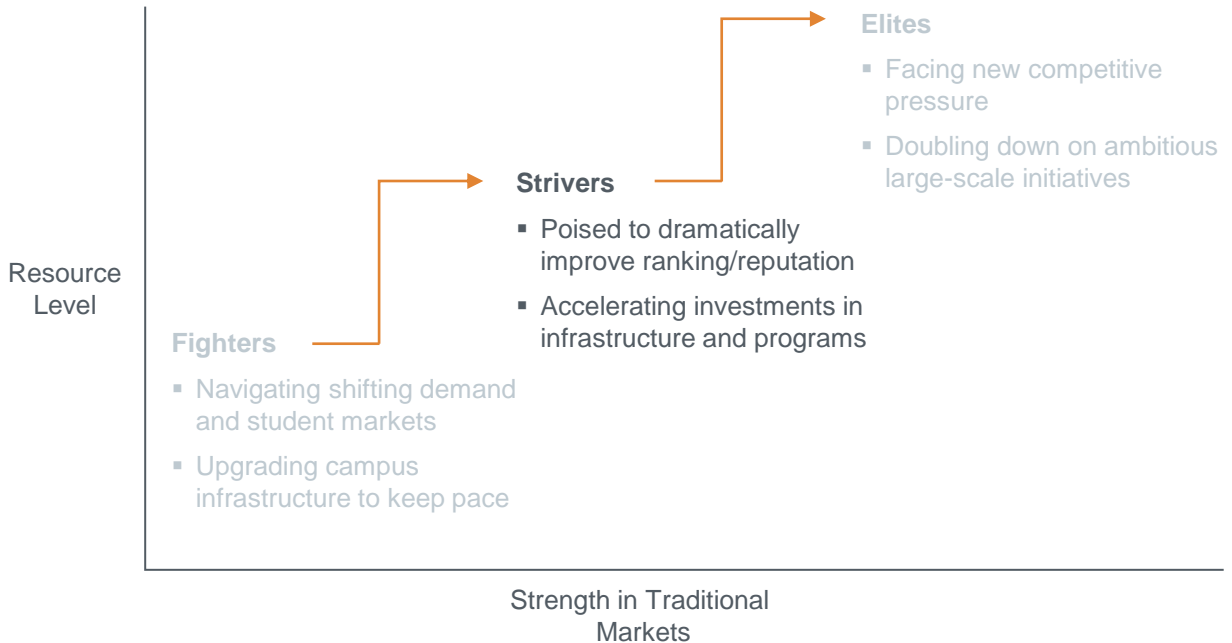 Elites
▪ Facing new competitive
pressure
▪ Doubling down on ambitious
large-scale initiatives
Strivers
▪ Poised to dramatically
improve ranking/reputation
▪ Accelerating investments in
infrastructure and programs
Resource
Level
Fighters
▪ Navigating shifting demand
and student markets
▪ Upgrading campus
infrastructure to keep pace
Strength in Traditional
Markets